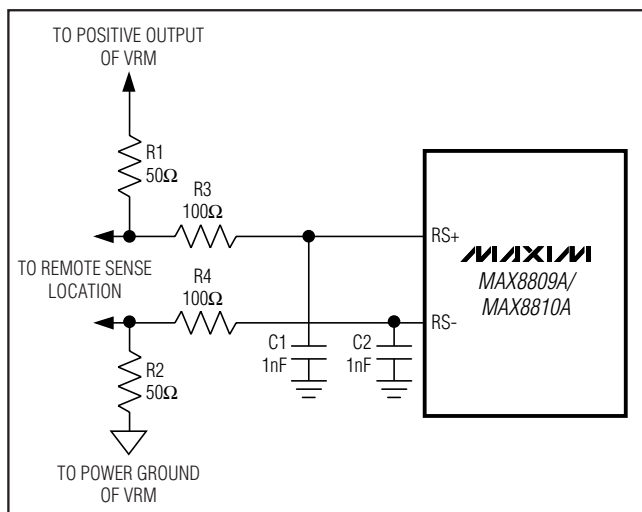 TO POSITIVE OUTPUT
OF VRM
R1
50Ω
R3
100Ω
RS+
MAXIM
MAX8809A/
MAX8810A
TO REMOTE SENSE
LOCATION
R4
100Ω
RS-
C1
1nF
C2
1nF
R2
50Ω
TO POWER GROUND
OF VRM